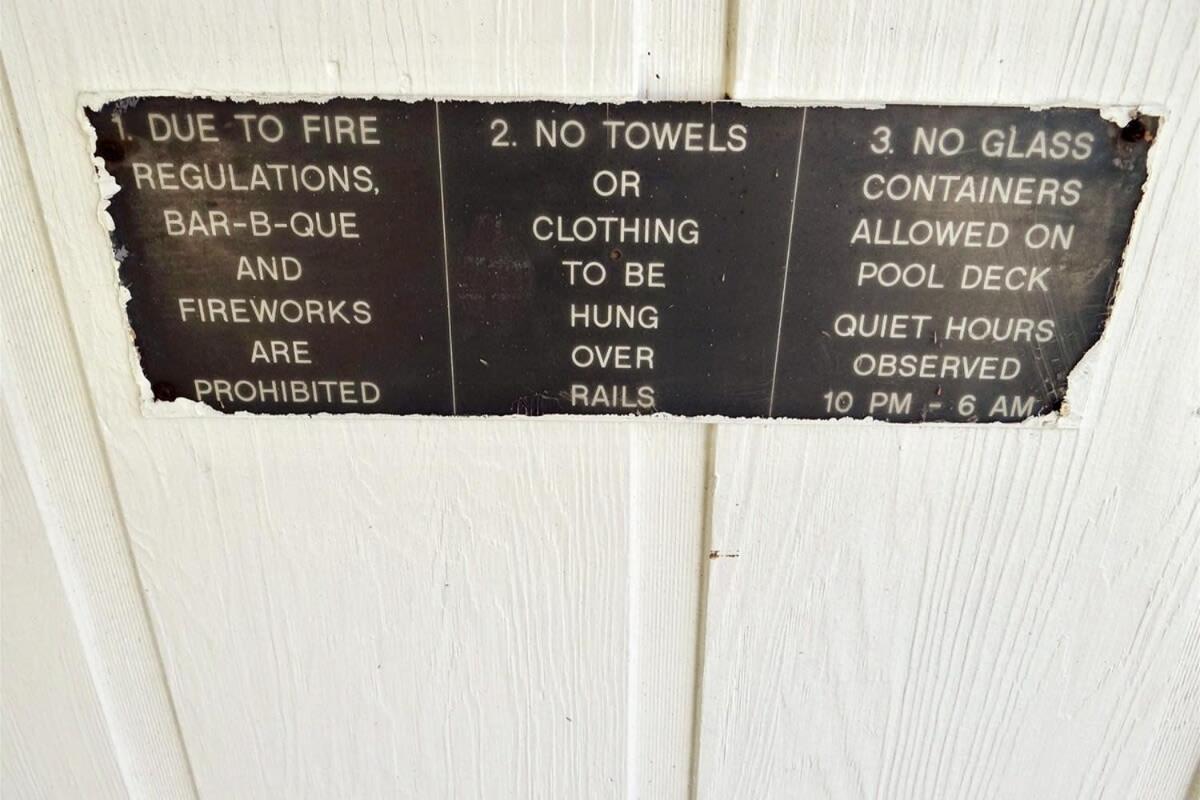 1. DUE TO FIRE
REGULATIONS,
BAR-B-QUE
AND
FIREWORKS
ARE
PROHIBITED
2. NO TOWELS
OR
CLOTHING
TO BE
HUNG
OVER
RAILS
3. NO GLASS
CONTAINERS
ALLOWED ON
POOL DECK
QUIET HOURS
OBSERVED
10 PM - 6 AM